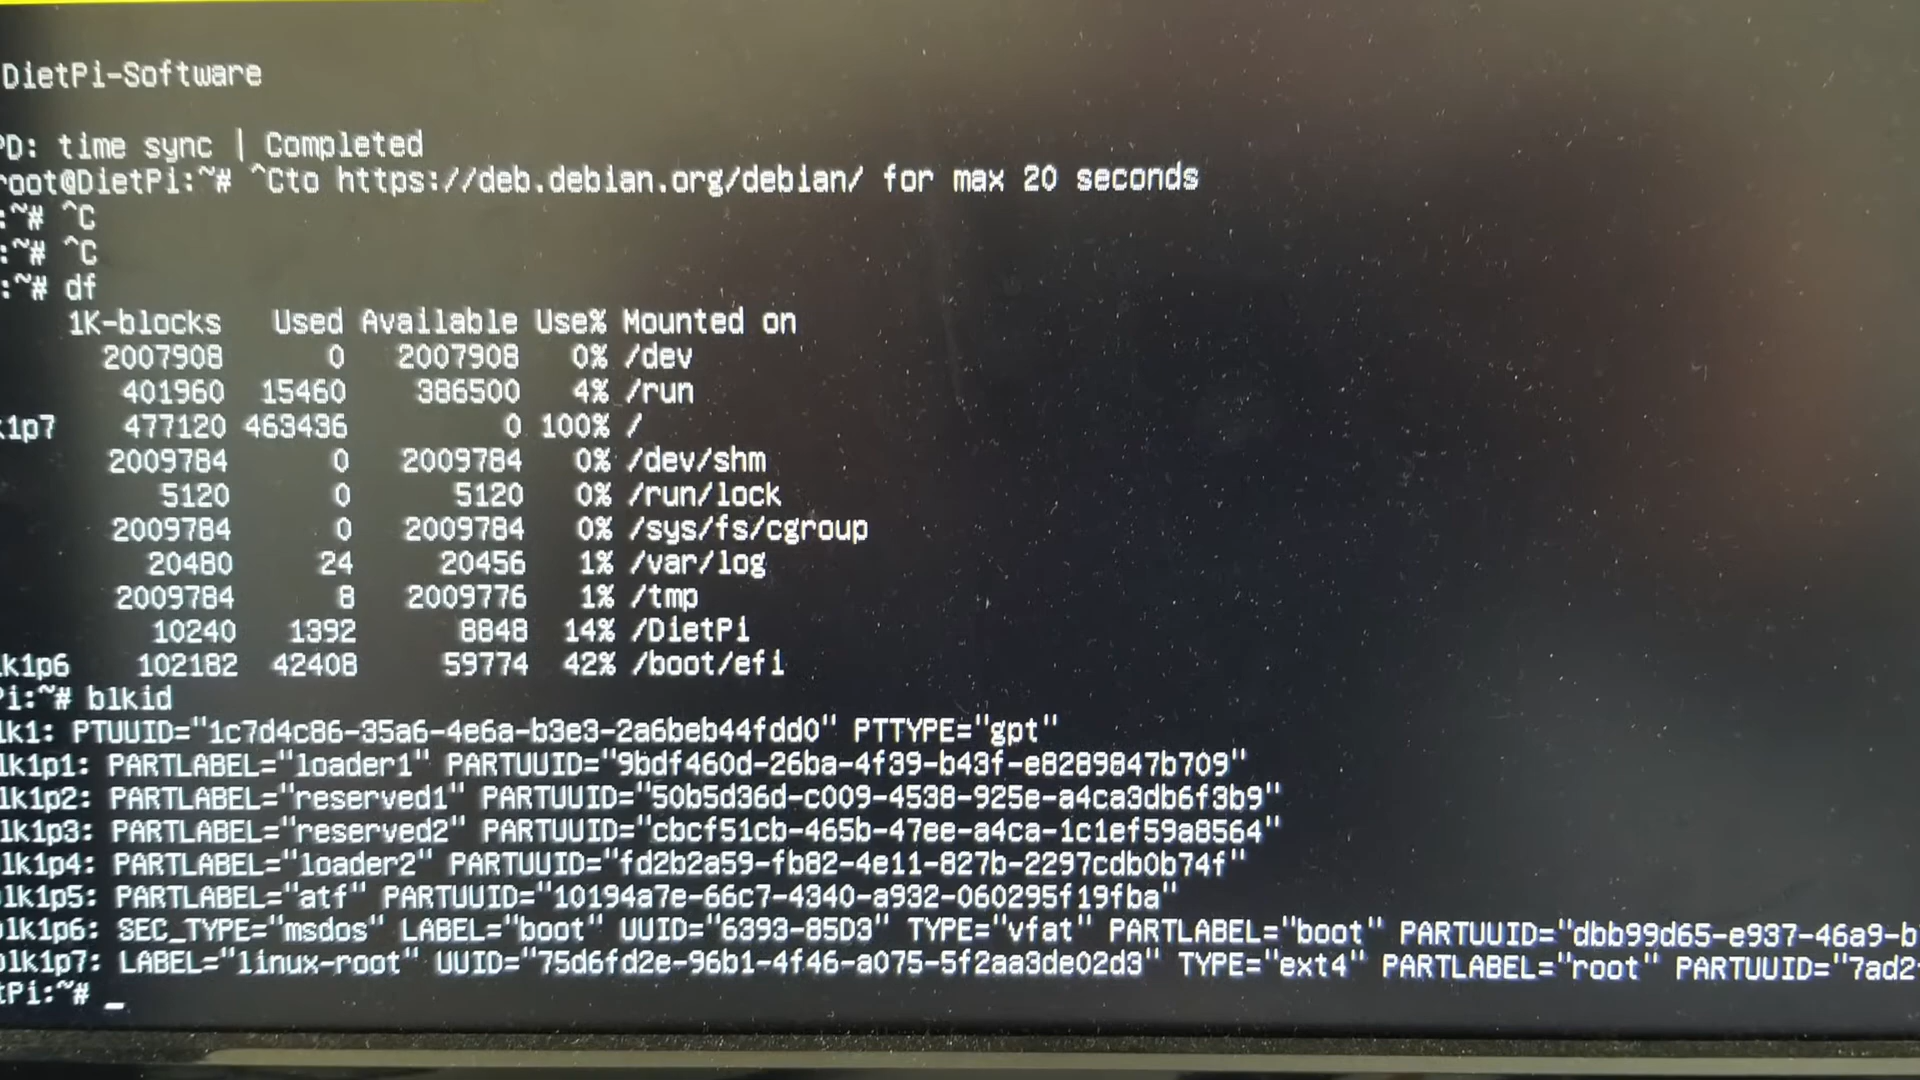 DietPi-Software
PD: time sync | Completed
root@DietPi:~# ^Cto https://deb.debian.org/debian/ for max 20 seconds
:~# ^C
:~# ^C
:~# df
1K-blocks Used Available Use% Mounted on
2007908 0 2007908 0% /dev
401960 15460 386500 4% /run
k1p7 477120 463436 0 100% /
2009784 0 2009784 0% /dev/shm
5120 0 5120 0% /run/lock
2009784 0 2009784 0% /sys/fs/cgroup
20480 24 20456 1% /var/log
2009784 8 2009776 1% /tmp
10240 1392 8848 14% /DietPi
lk1p6 102182 42408 59774 42% /boot/efi
Pi:~# blkid
lk1: PTUUID="1c7d4c86-35a6-4e6a-b3e3-2a6beb44fdd0" PTTYPE="gpt"
lk1p1: PARTLABEL="loader1" PARTUUID="9bdf460d-26ba-4f39-b43f-e8289847b709"
lk1p2: PARTLABEL="reserved1" PARTUUID="50b5d36d-c009-4538-925e-a4ca3db6f3b9"
lk1p3: PARTLABEL="reserved2" PARTUUID="cbcf51cb-465b-47ee-a4ca-1c1ef59a8564"
lk1p4: PARTLABEL="loader2" PARTUUID="fd2b2a59-fb82-4e11-827b-2297cdb0b74f"
blk1p5: PARTLABEL="atf" PARTUUID="10194a7e-66c7-4340-a932-060295f19fba"
blk1p6: SEC_TYPE="msdos" LABEL="boot" UUID="6393-85D3" TYPE="vfat" PARTLABEL="boot" PARTUUID="dbb99d65-e937-46a9-b
blk1p7: LABEL="linux-root" UUID="75d6fd2e-96b1-4f46-a075-5f2aa3de02d3" TYPE="ext4" PARTLABEL="root" PARTUUID="7ad2
tPi:~# _